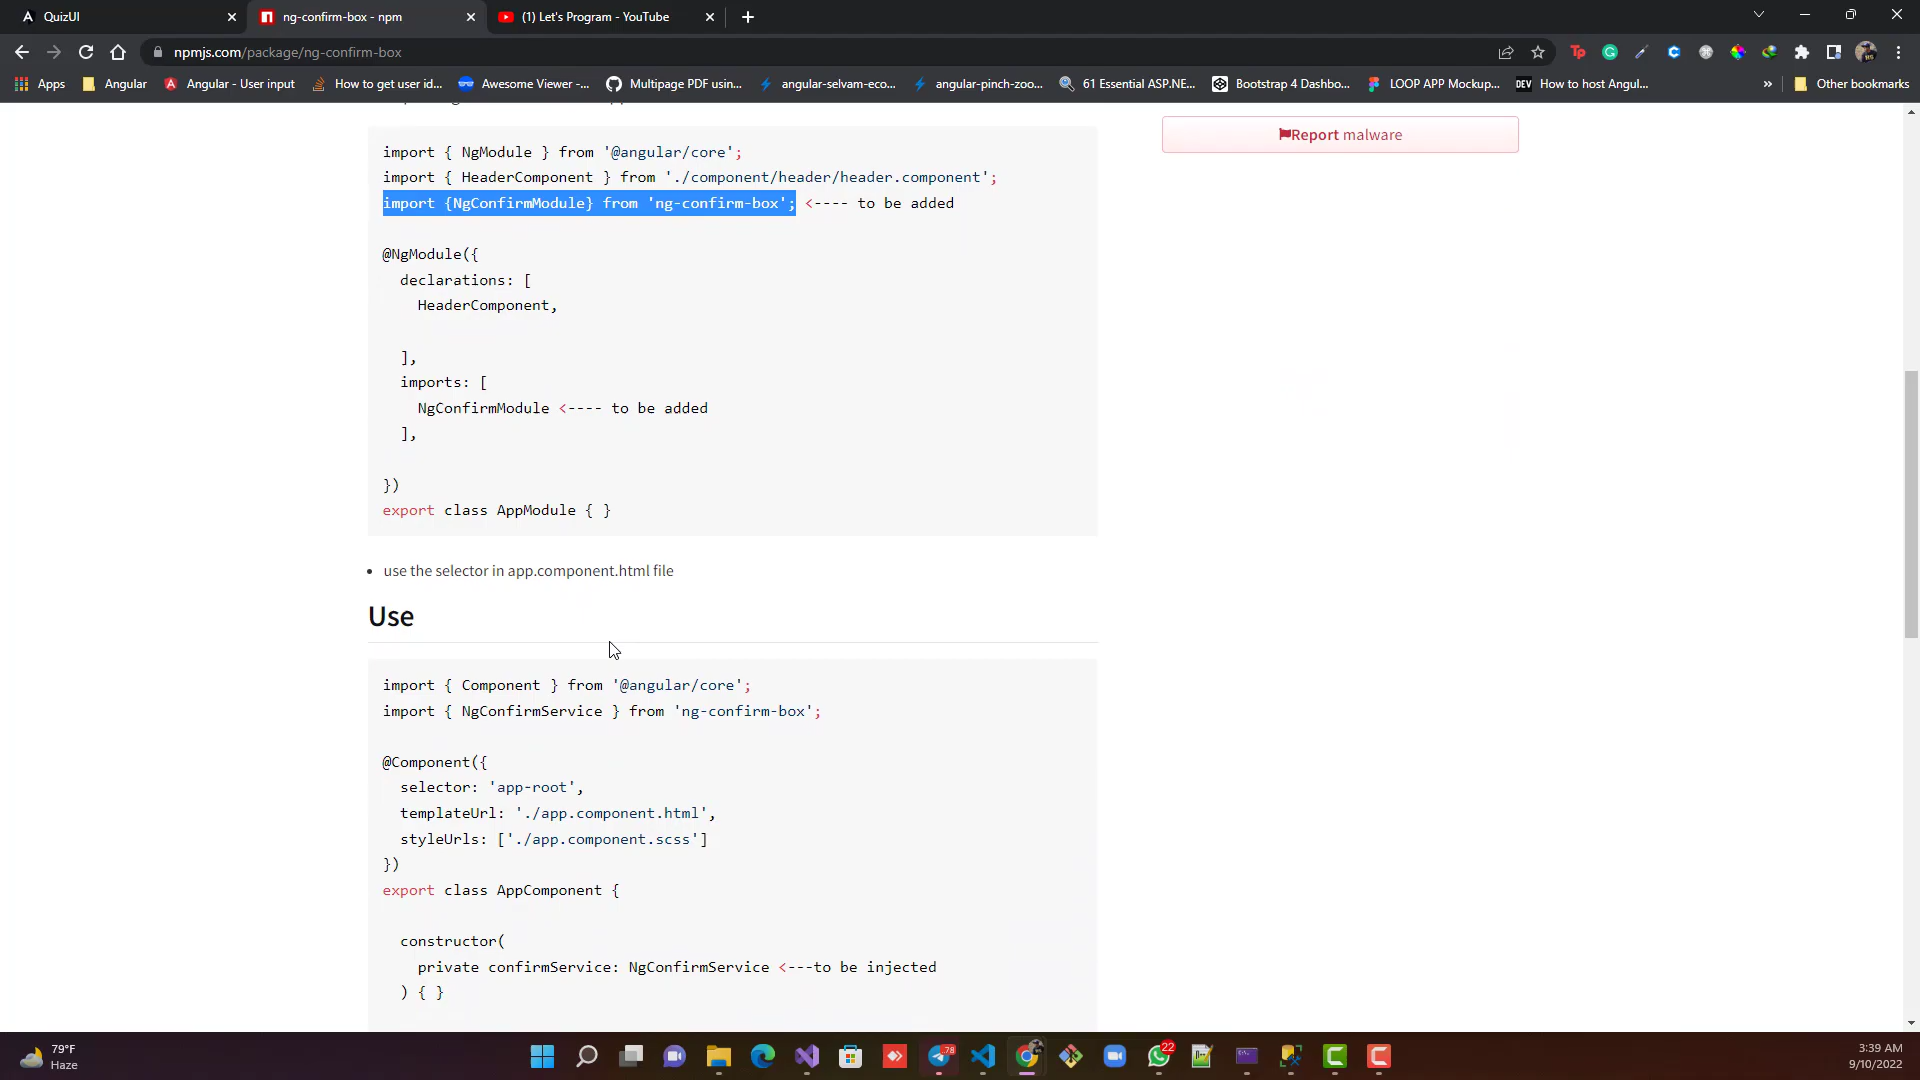 QuizUI
ng-confirm-box - npm
(1) Let's Program - YouTube
npmjs.com/package/ng-confirm-box
Apps
Angular
Angular - User input
How to get user id...
Awesome Viewer -...
Multipage PDF usin...
angular-selvam-eco...
angular-pinch-zoo...
61 Essential ASP.NE...
Bootstrap 4 Dashbo...
LOOP APP Mockup...
DEV
How to host Angul...
»
Other bookmarks
Report malware
import { NgModule } from '@angular/core';
import { HeaderComponent } from './component/header/header.component';
import {NgConfirmModule} from 'ng-confirm-box'; <---- to be added
@NgModule({
declarations: [
HeaderComponent,
],
imports: [
NgConfirmModule <---- to be added
],
})
export class AppModule { }
• use the selector in app.component.html file
Use
import { Component } from '@angular/core';
import { NgConfirmService } from 'ng-confirm-box';
@Component({
selector: 'app-root',
templateUrl: './app.component.html',
styleUrls: ['./app.component.scss']
})
export class AppComponent {
constructor(
private confirmService: NgConfirmService <---to be injected
) { }
79°F
Haze
78
22
3:39 AM
9/10/2022